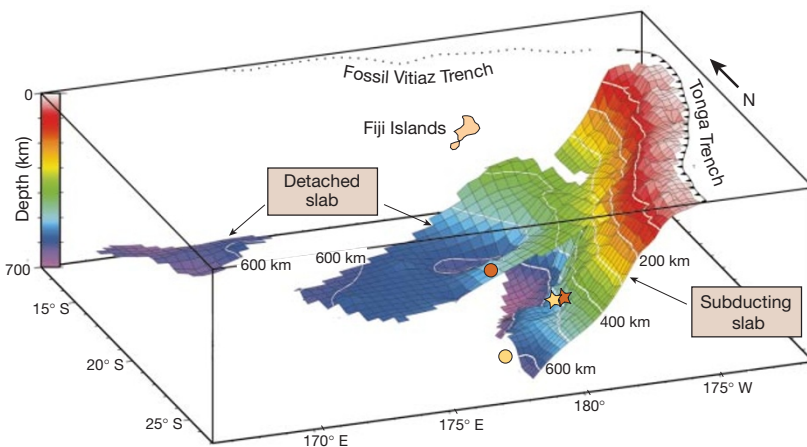 0
Depth (km)
700
Fossil Vitiaz Trench
Fiji Islands
N
Tonga Trench
Detached
slab
600 km
600 km
200 km
400 km
600 km
Subducting
slab
15° S
20° S
25° S
170° E
175° E
180°
175° W